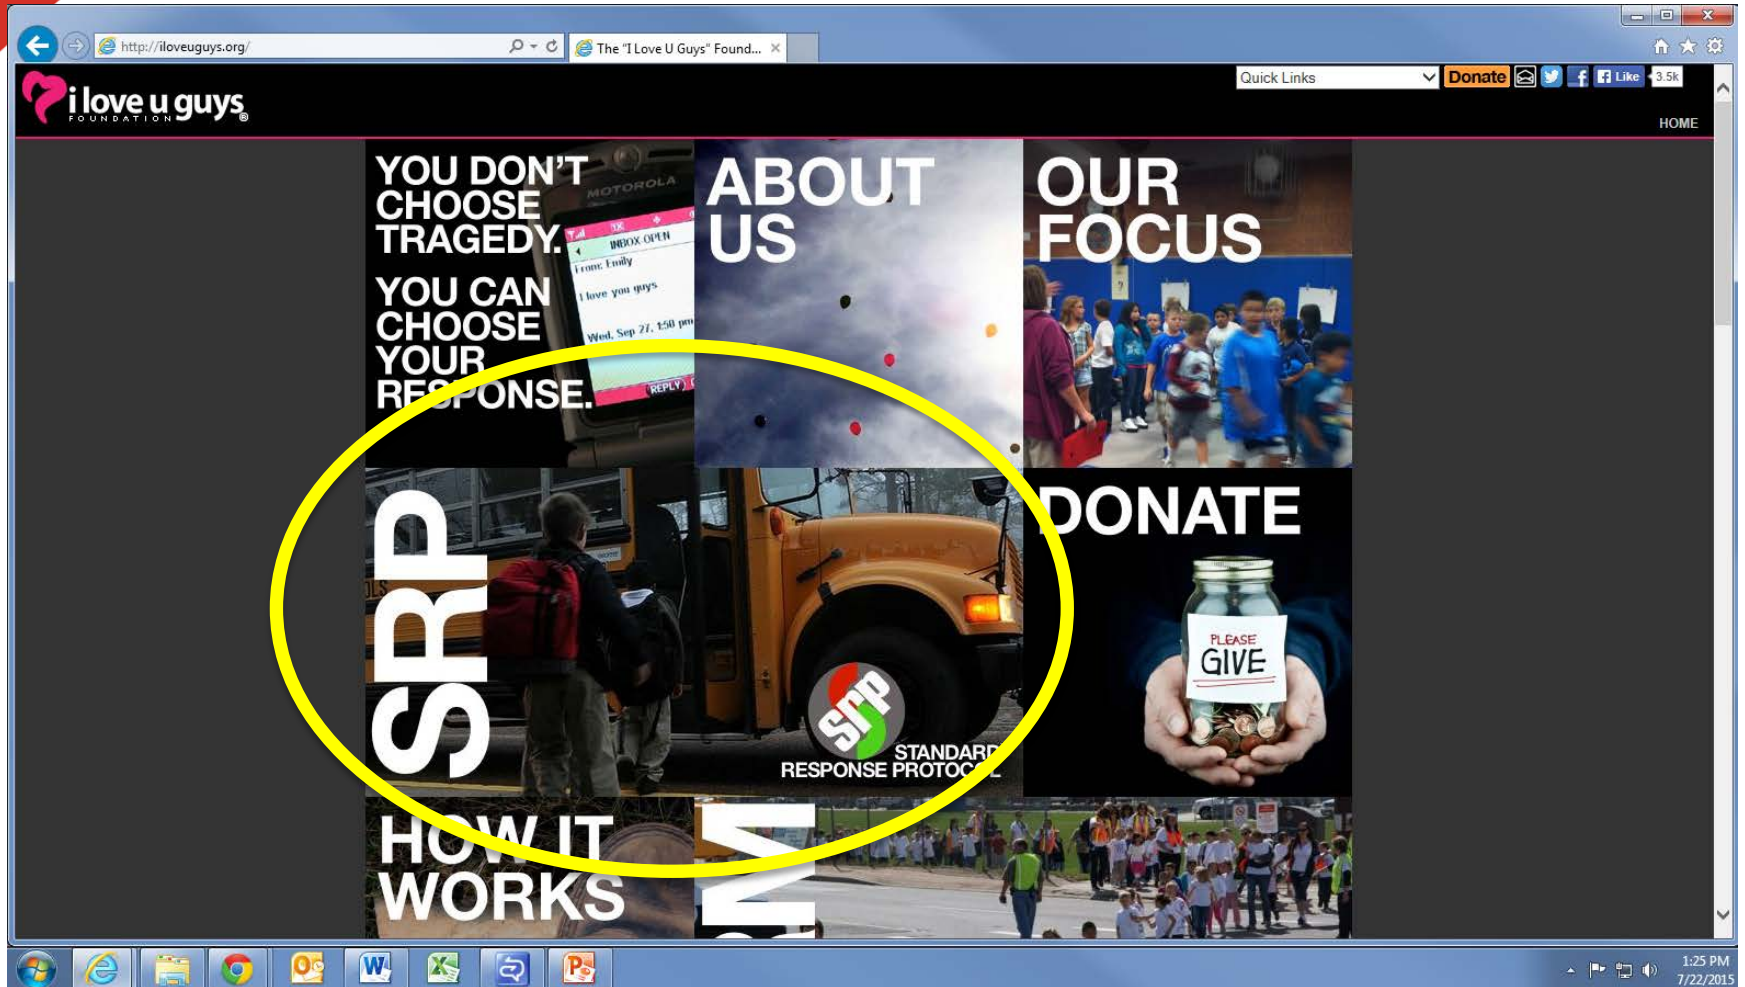 http://iloveuguys.org/
The "I Love U Guys" Found...
Quick Links
Donate
Like
3.5k
i love u guys®
FOUNDATION
HOME
YOU DON'T
CHOOSE
TRAGEDY.
YOU CAN
CHOOSE
YOUR
RESPONSE.
MOTOROLA
INBOX-OPEN
From: Emily
I love you guys
Wed, Sep 27, 1:50 pm
REPLY
ABOUT
US
OUR
FOCUS
SRP
srp
STANDARD
RESPONSE PROTOCOL
DONATE
PLEASE
GIVE
HOW IT
WORKS
RM
1:25 PM
7/22/2015